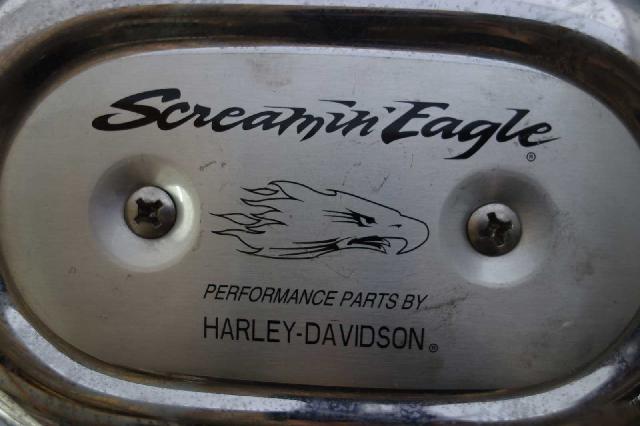 Screamin' Eagle®
PERFORMANCE PARTS BY
HARLEY-DAVIDSON®